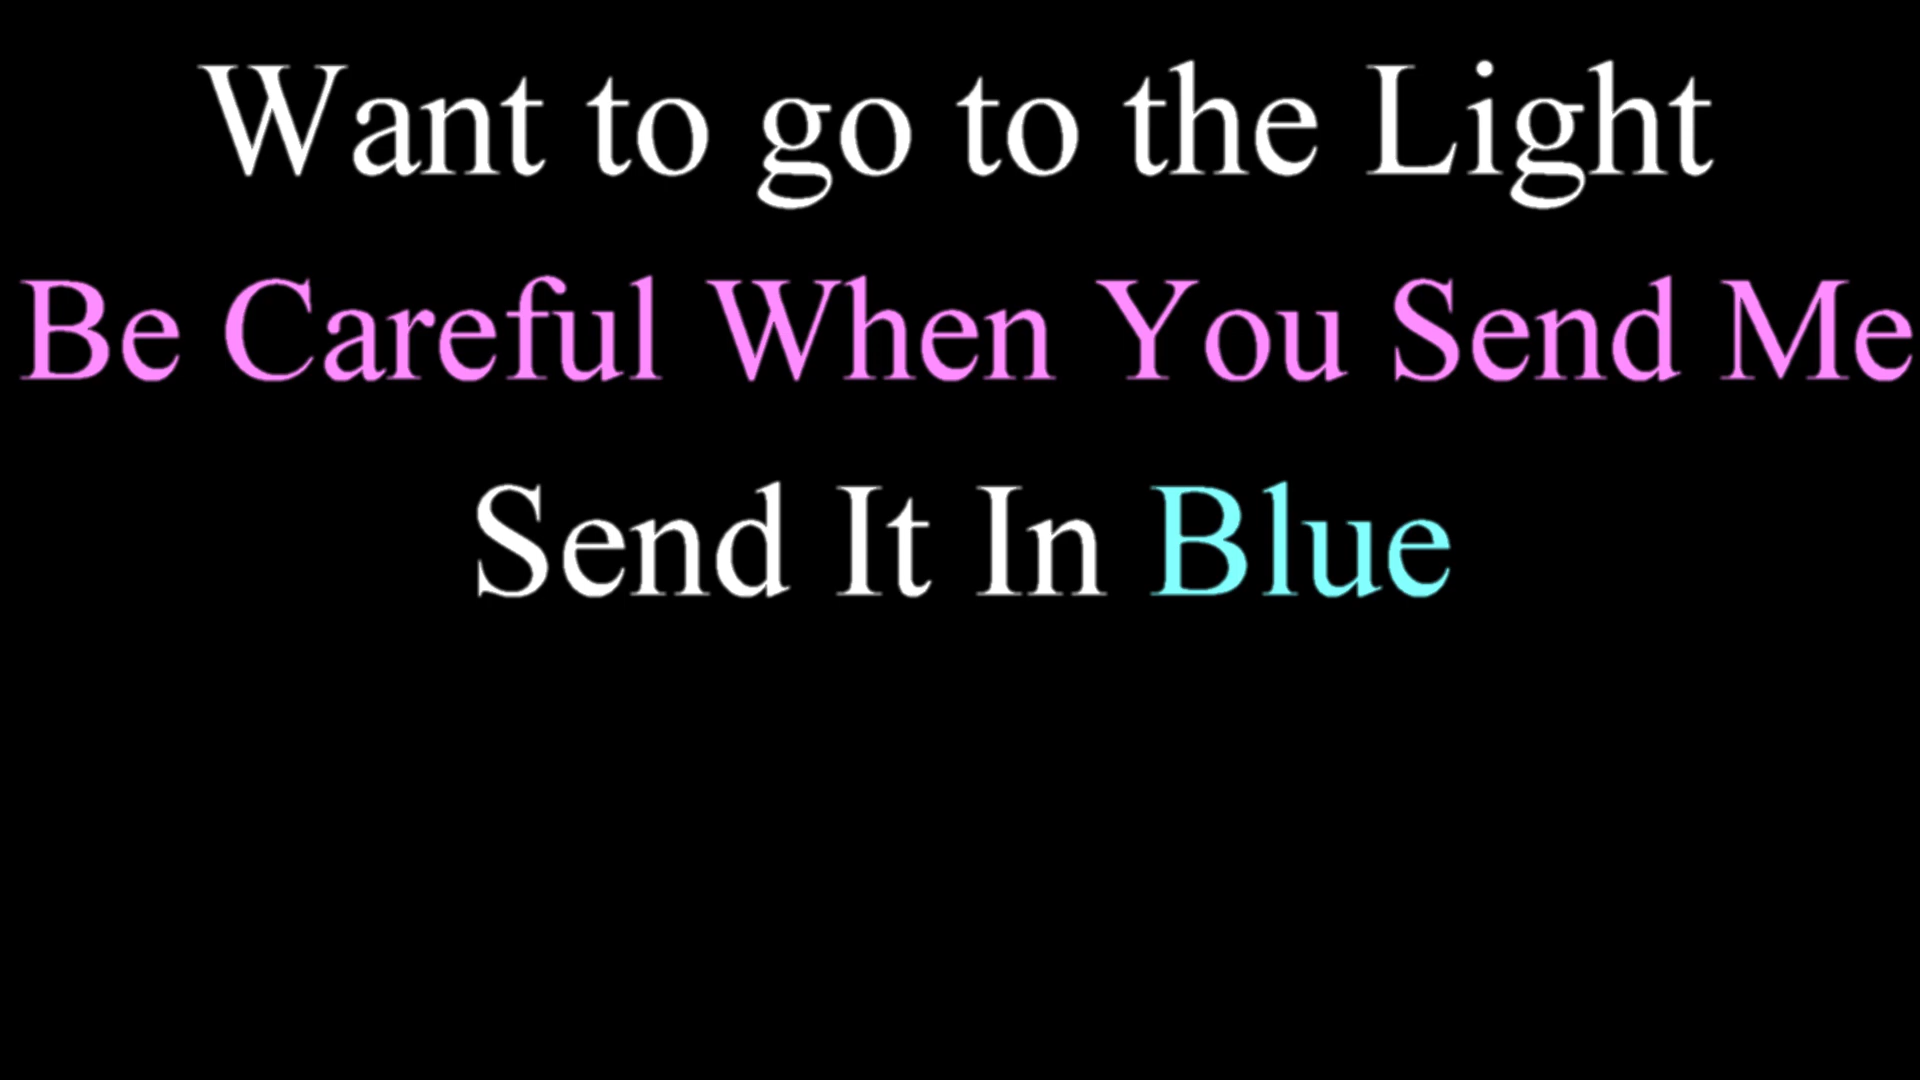 Want to go to the Light
Be Careful When You Send Me
Send It In Blue